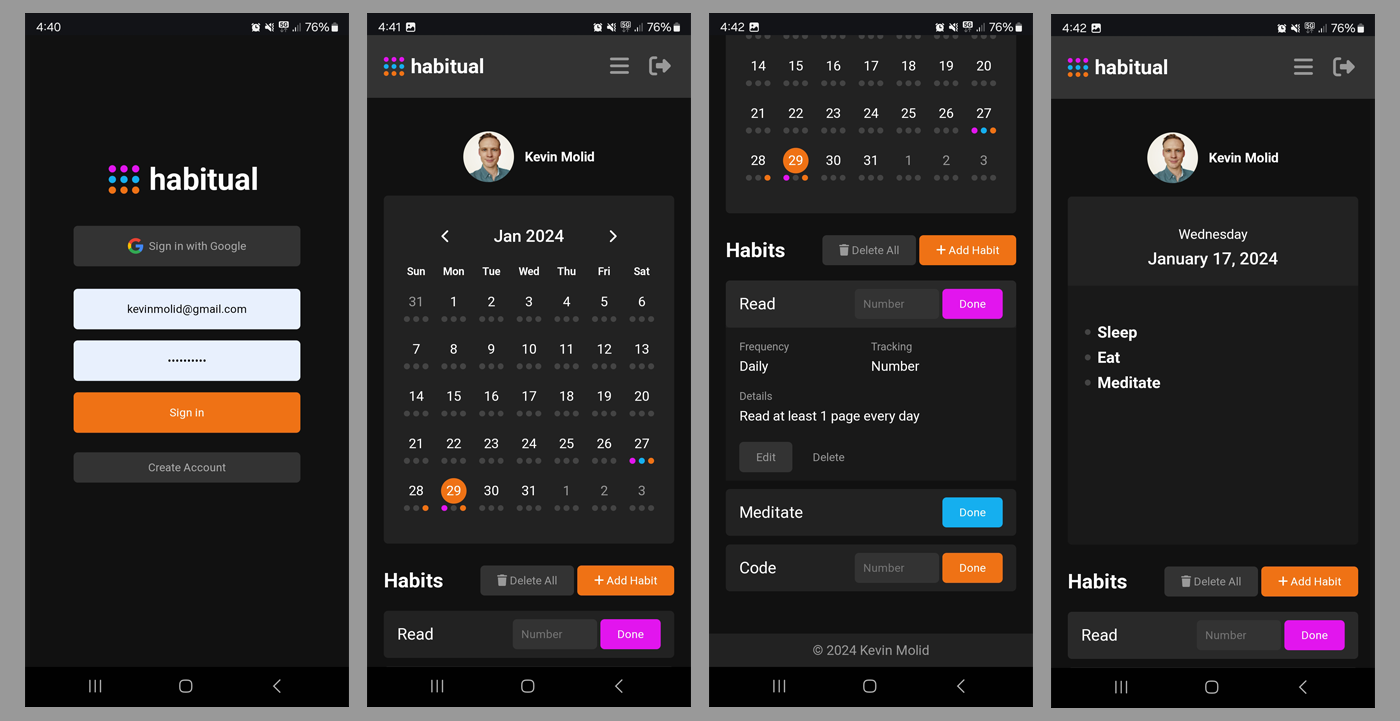 4:40
5G
76%
habitual
Sign in with Google
kevinmolid@gmail.com
••••••••••
Sign in
Create Account
4:41
5G
76%
habitual
Kevin Molid
Jan 2024
Sun Mon Tue Wed Thu Fri Sat
31 1 2 3 4 5 6
7 8 9 10 11 12 13
14 15 16 17 18 19 20
21 22 23 24 25 26 27
28 29 30 31 1 2 3
Habits Delete All + Add Habit
Read Number Done
4:42
5G
76%
14 15 16 17 18 19 20
21 22 23 24 25 26 27
28 29 30 31 1 2 3
Habits Delete All + Add Habit
Read Number Done
Frequency Tracking
Daily Number
Details
Read at least 1 page every day
Edit Delete
Meditate Done
Code Number Done
© 2024 Kevin Molid
4:42
5G
76%
habitual
Kevin Molid
Wednesday
January 17, 2024
Sleep
Eat
Meditate
Habits Delete All + Add Habit
Read Number Done